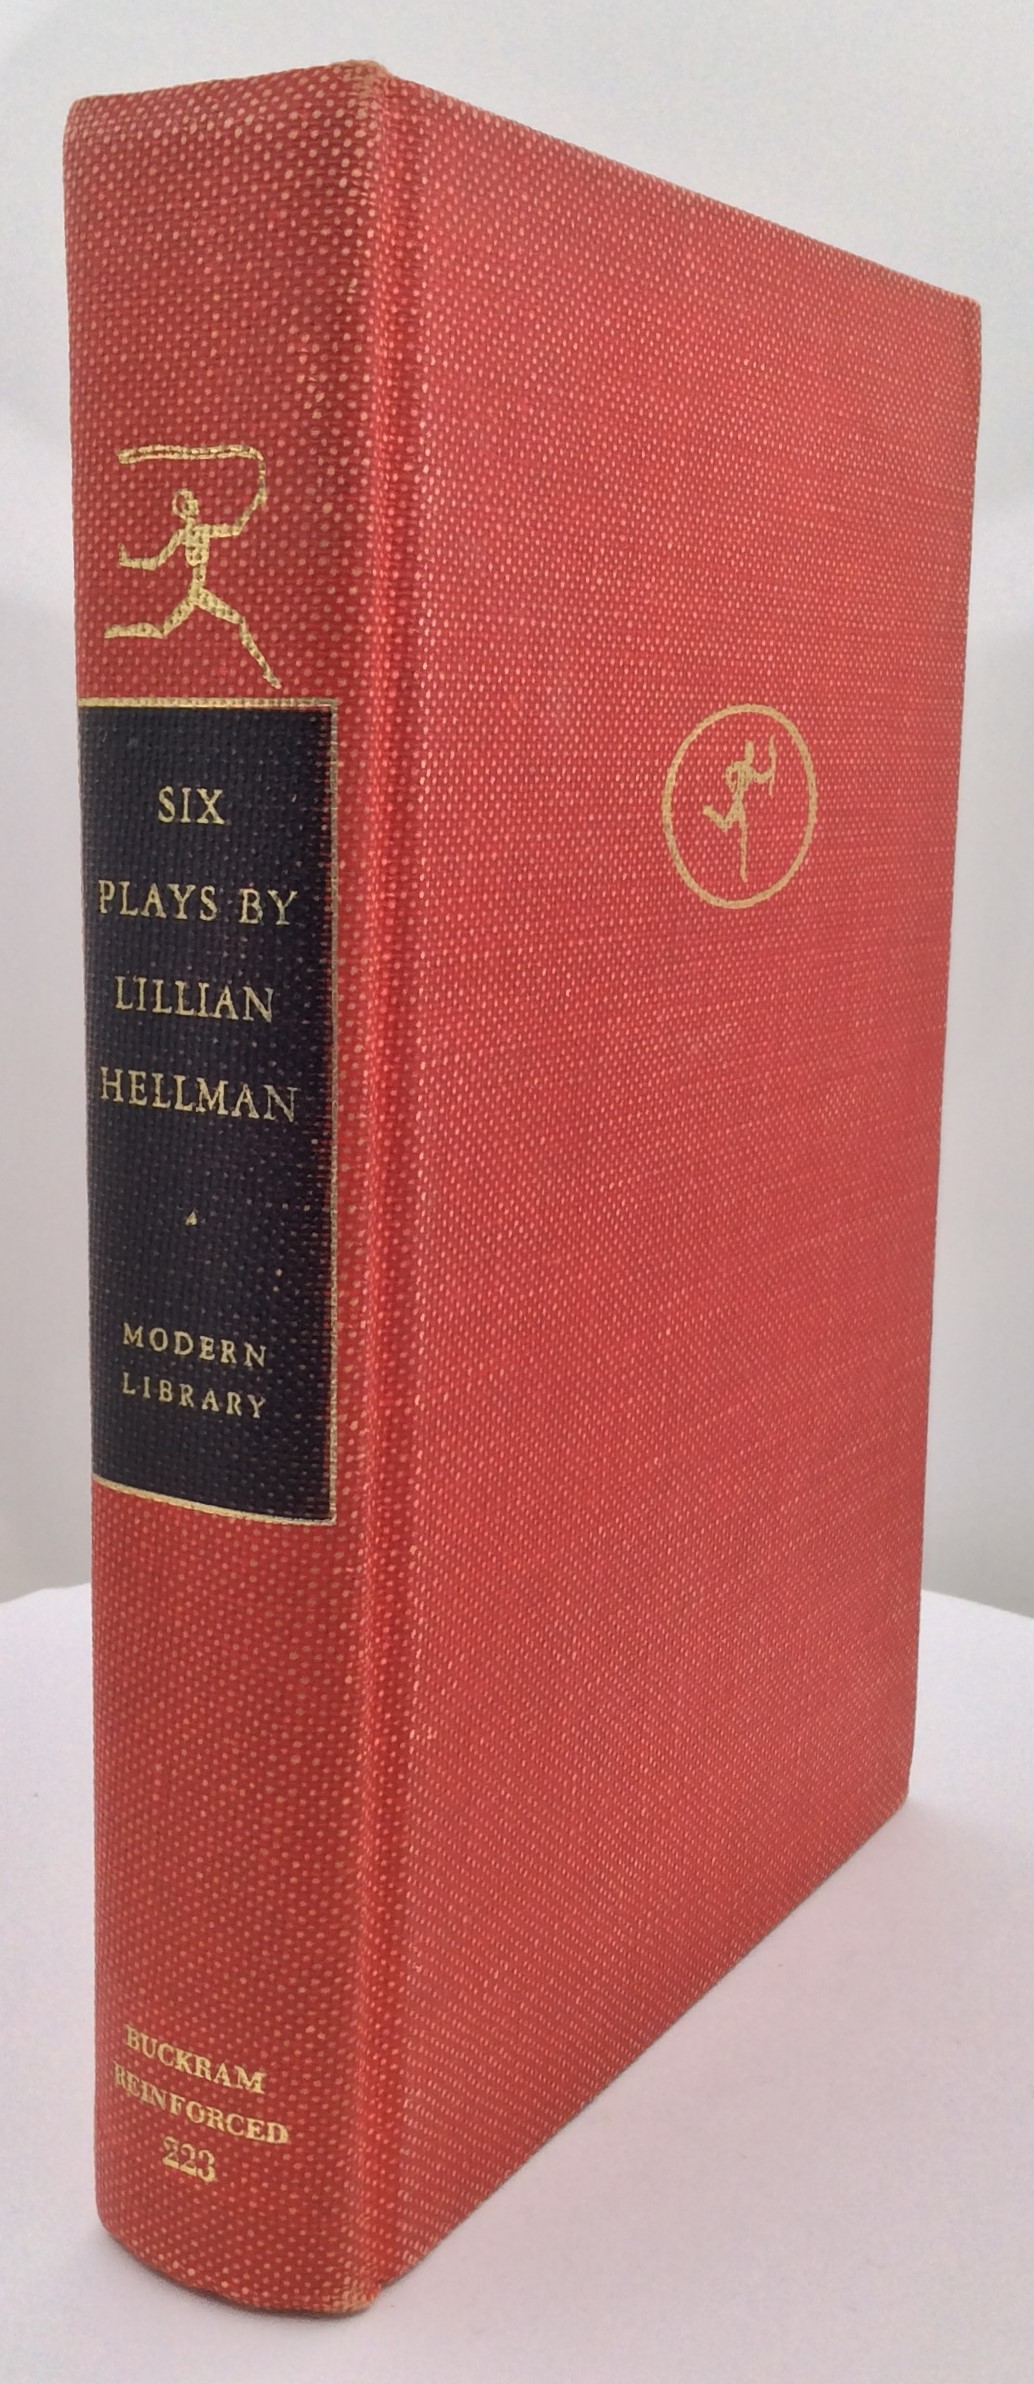 SIX
PLAYS BY
LILLIAN
HELLMAN
MODERN
LIBRARY
BUCKRAM
REINFORCED
223